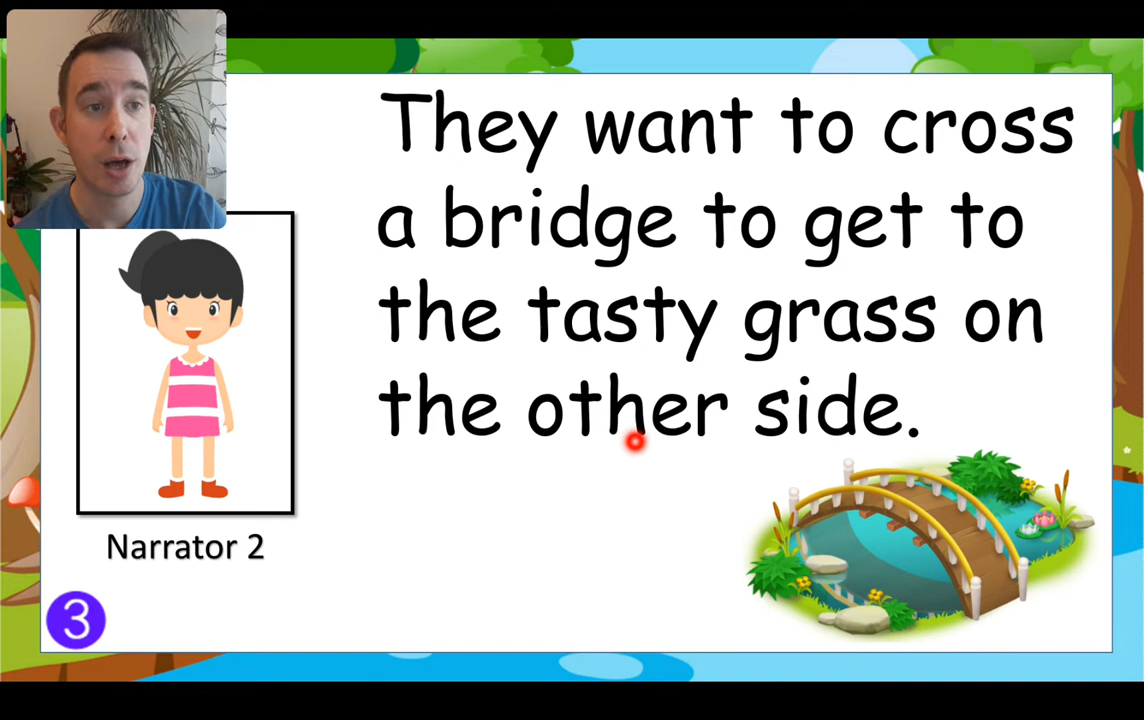 They want to cross
a bridge to get to
the tasty grass on
the other side.
Narrator 2
3